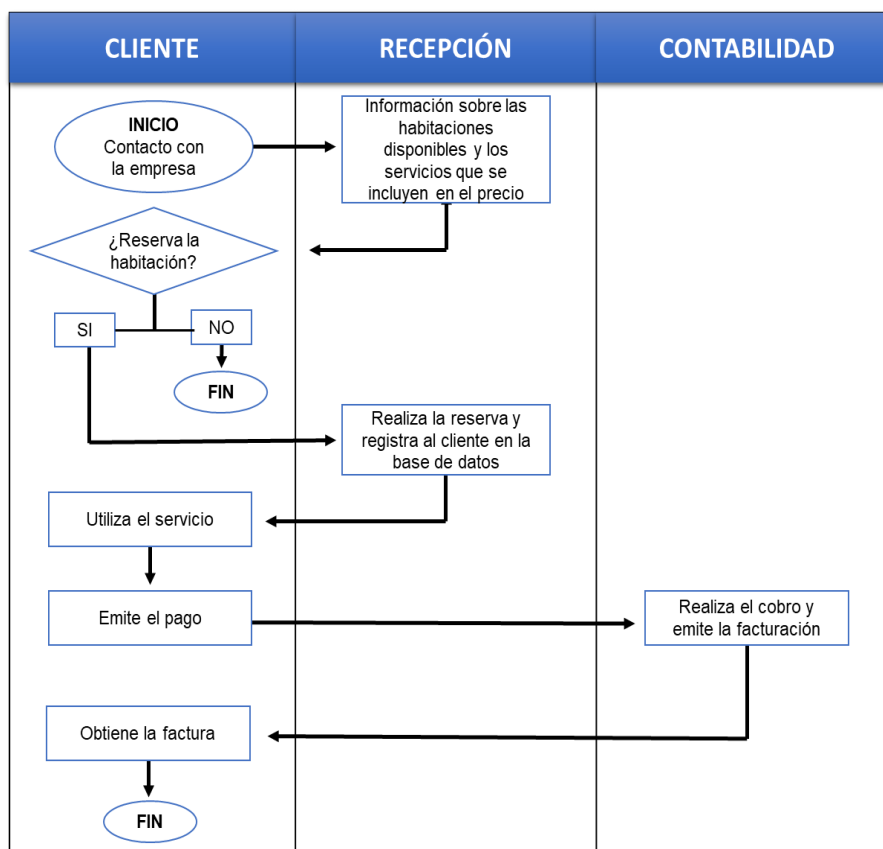 CLIENTE
RECEPCIÓN
CONTABILIDAD
INICIO
Contacto con
la empresa
Información sobre las
habitaciones
disponibles y los
servicios que se
incluyen en el precio
¿Reserva la
habitación?
SI
NO
FIN
Realiza la reserva y
registra al cliente en la
base de datos
Utiliza el servicio
Emite el pago
Realiza el cobro y
emite la facturación
Obtiene la factura
FIN